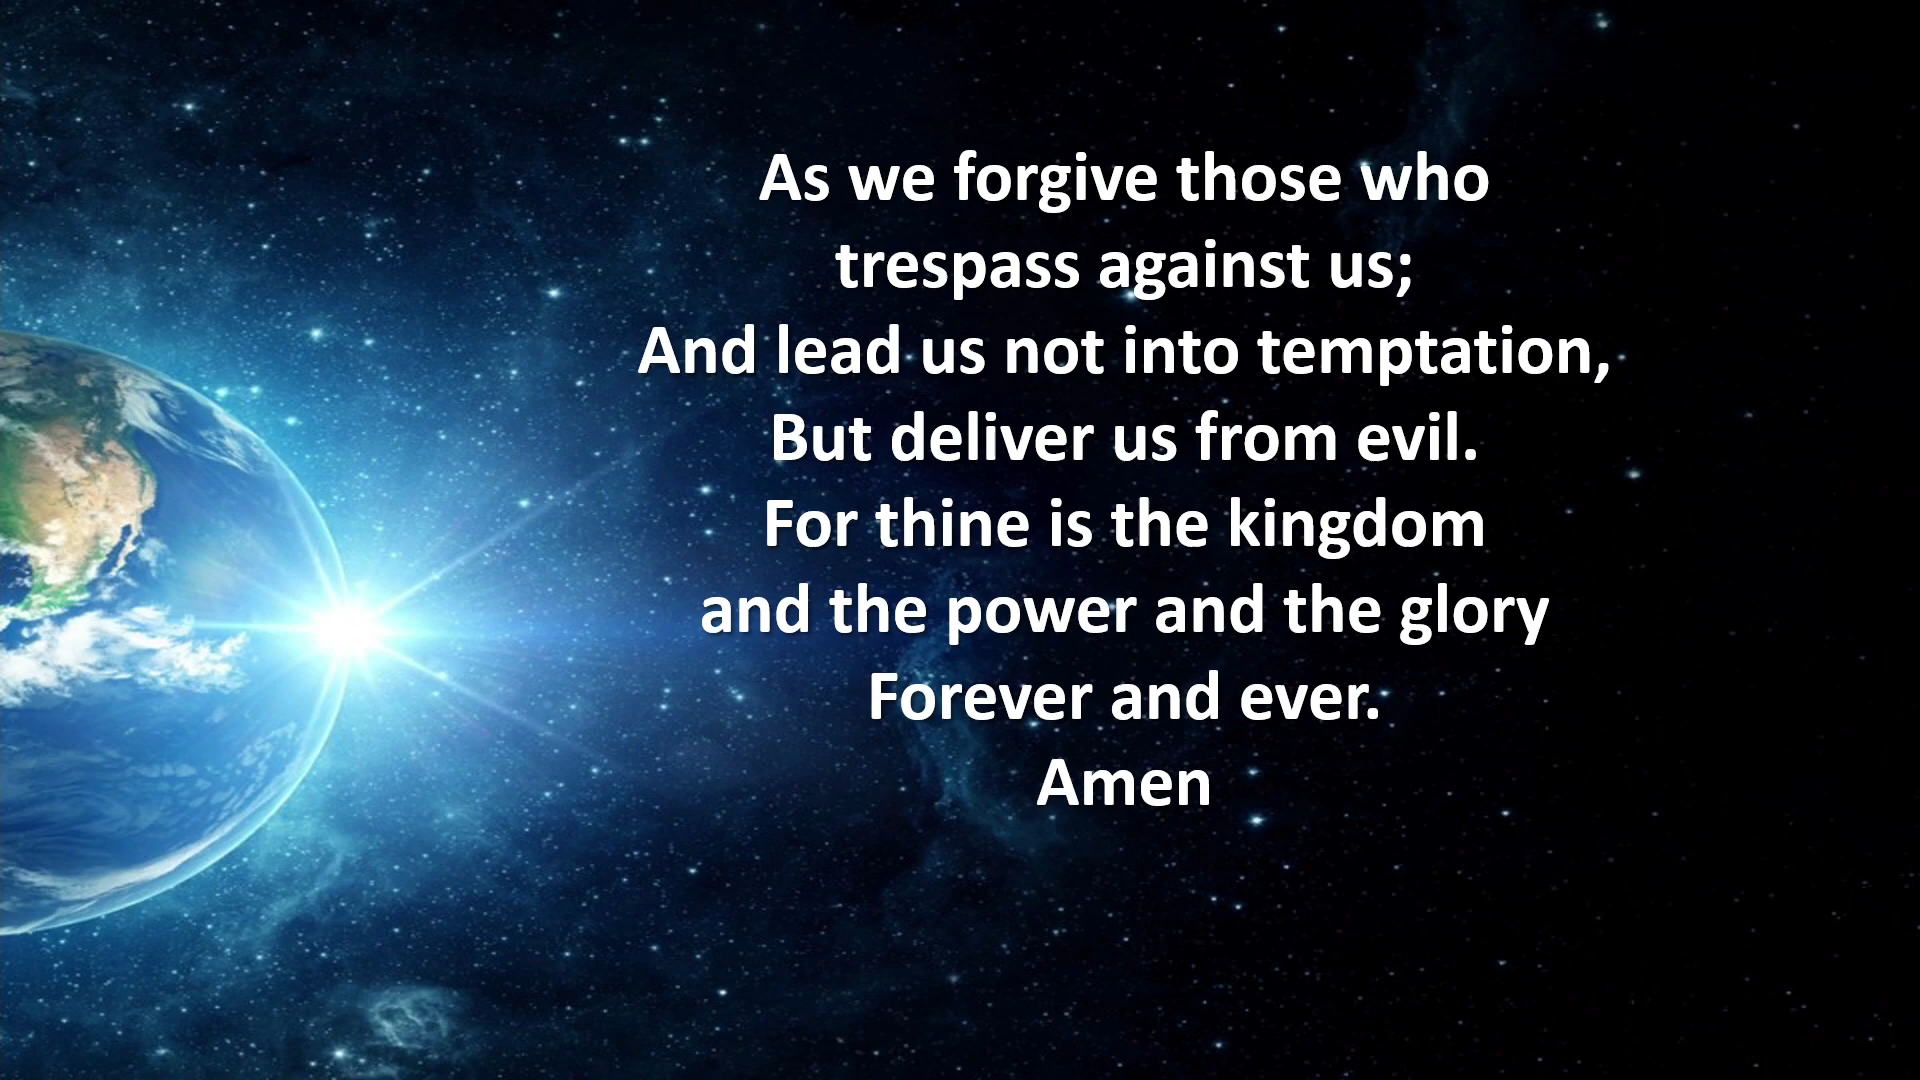 As we forgive those who
trespass against us;
And lead us not into temptation,
But deliver us from evil.
For thine is the kingdom
and the power and the glory
Forever and ever.
Amen